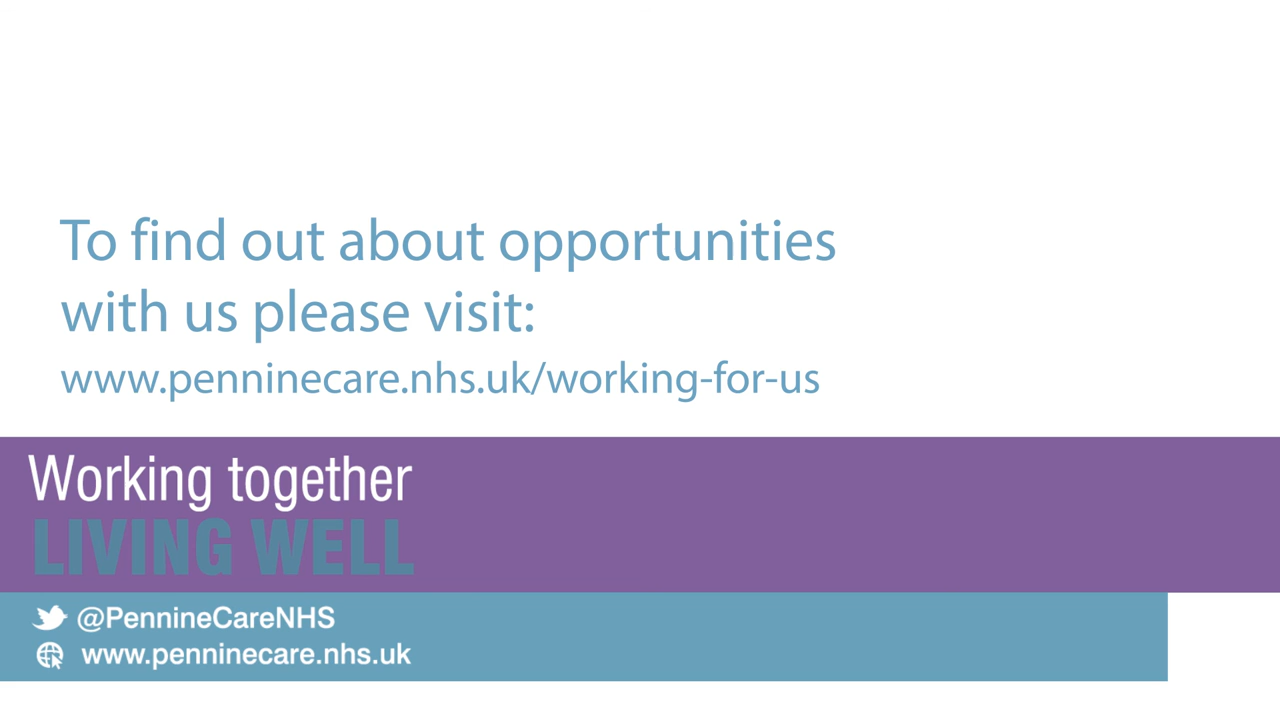 To find out about opportunities
with us please visit:
www.penninecare.nhs.uk/working-for-us
Working together
LIVING WELL
@PennineCareNHS
www.penninecare.nhs.uk